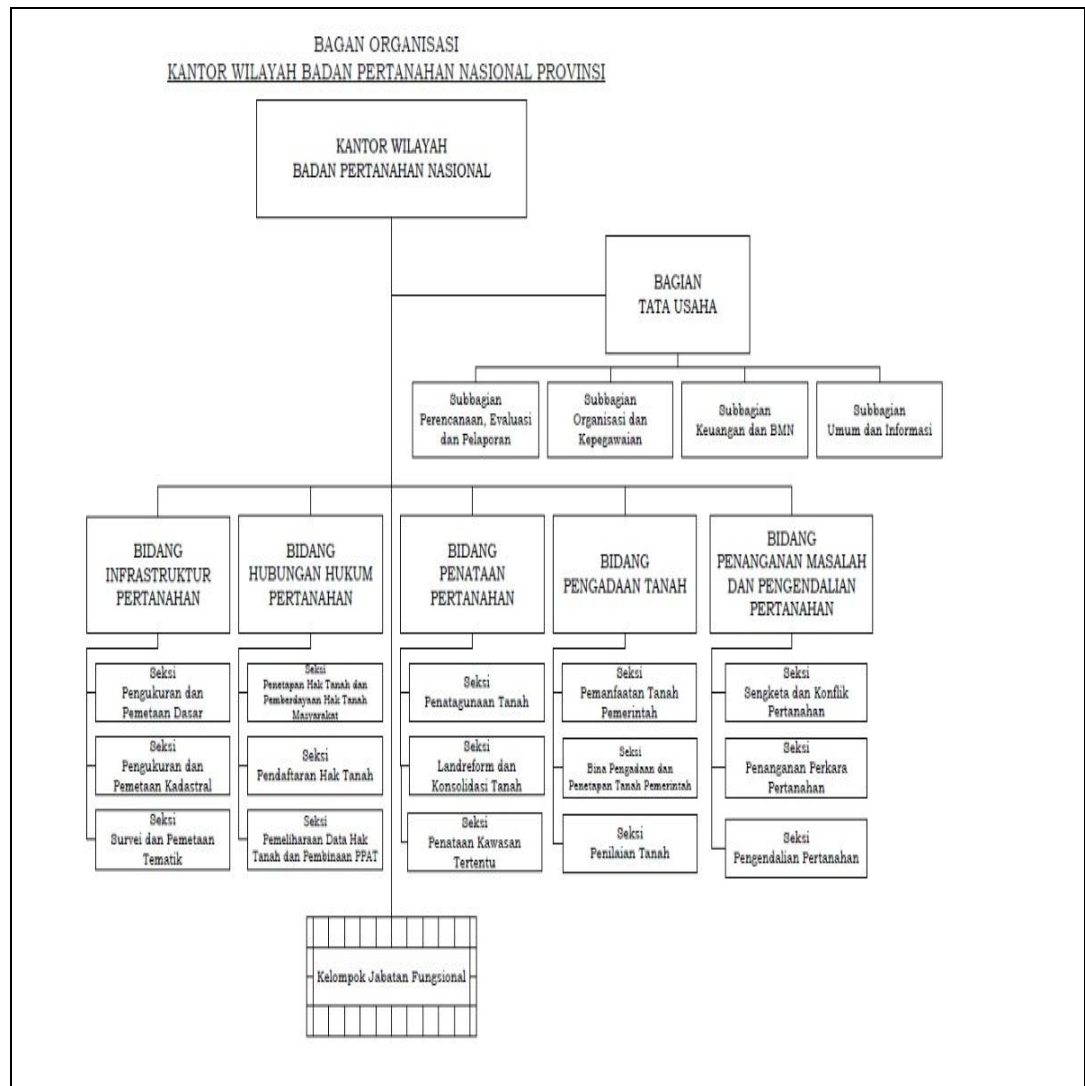 BAGAN ORGANISASI
KANTOR WILAYAH BADAN PERTANAHAN NASIONAL PROVINSI
KANTOR WILAYAH
BADAN PERTANAHAN NASIONAL
BAGIAN
TATA USAHA
Subbagian
Perencanaan, Evaluasi
dan Pelaporan
Subbagian
Organisasi dan
Kepegawaian
Subbagian
Keuangan dan BMN
Subbagian
Umum dan Informasi
BIDANG
INFRASTRUKTUR
PERTANAHAN
BIDANG
HUBUNGAN HUKUM
PERTANAHAN
BIDANG
PENATAAN
PERTANAHAN
BIDANG
PENGADAAN TANAH
BIDANG
PENANGANAN MASALAH
DAN PENGENDALIAN
PERTANAHAN
Seksi
Pengukuran dan
Pemetaan Dasar
Seksi
Pengukuran dan
Pemetaan Kadastral
Seksi
Survei dan Pemetaan
Tematik
Seksi
Penetapan Hak Tanah dan
Pemberdayaan Hak Tanah
Masyarakat
Seksi
Pendaftaran Hak Tanah
Seksi
Pemeliharaan Data Hak
Tanah dan Pembinaan PPAT
Seksi
Penatagunaan Tanah
Seksi
Landreform dan
Konsolidasi Tanah
Seksi
Penataan Kawasan
Tertentu
Seksi
Pemanfaatan Tanah
Pemerintah
Seksi
Bina Pengadaan dan
Penetapan Tanah Pemerintah
Seksi
Penilaian Tanah
Seksi
Sengketa dan Konflik
Pertanahan
Seksi
Penanganan Perkara
Pertanahan
Seksi
Pengendalian Pertanahan
Kelompok Jabatan Fungsional